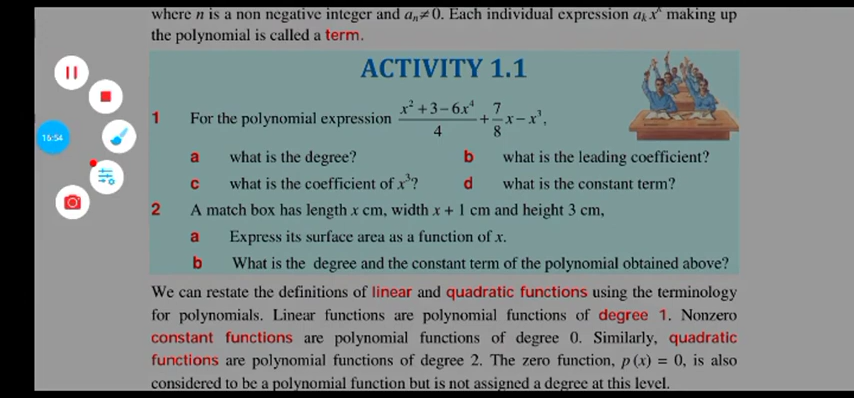 where n is a non negative integer and aₙ≠0. Each individual expression aₖxᵏ making up
the polynomial is called a term.
ACTIVITY 1.1
1 For the polynomial expression (x² + 3 − 6x⁴)/4 + 7/8 x − x³,
a what is the degree? b what is the leading coefficient?
c what is the coefficient of x³? d what is the constant term?
2 A match box has length x cm, width x + 1 cm and height 3 cm,
a Express its surface area as a function of x.
b What is the degree and the constant term of the polynomial obtained above?
We can restate the definitions of linear and quadratic functions using the terminology
for polynomials. Linear functions are polynomial functions of degree 1. Nonzero
constant functions are polynomial functions of degree 0. Similarly, quadratic
functions are polynomial functions of degree 2. The zero function, p (x) = 0, is also
considered to be a polynomial function but is not assigned a degree at this level.
16:54